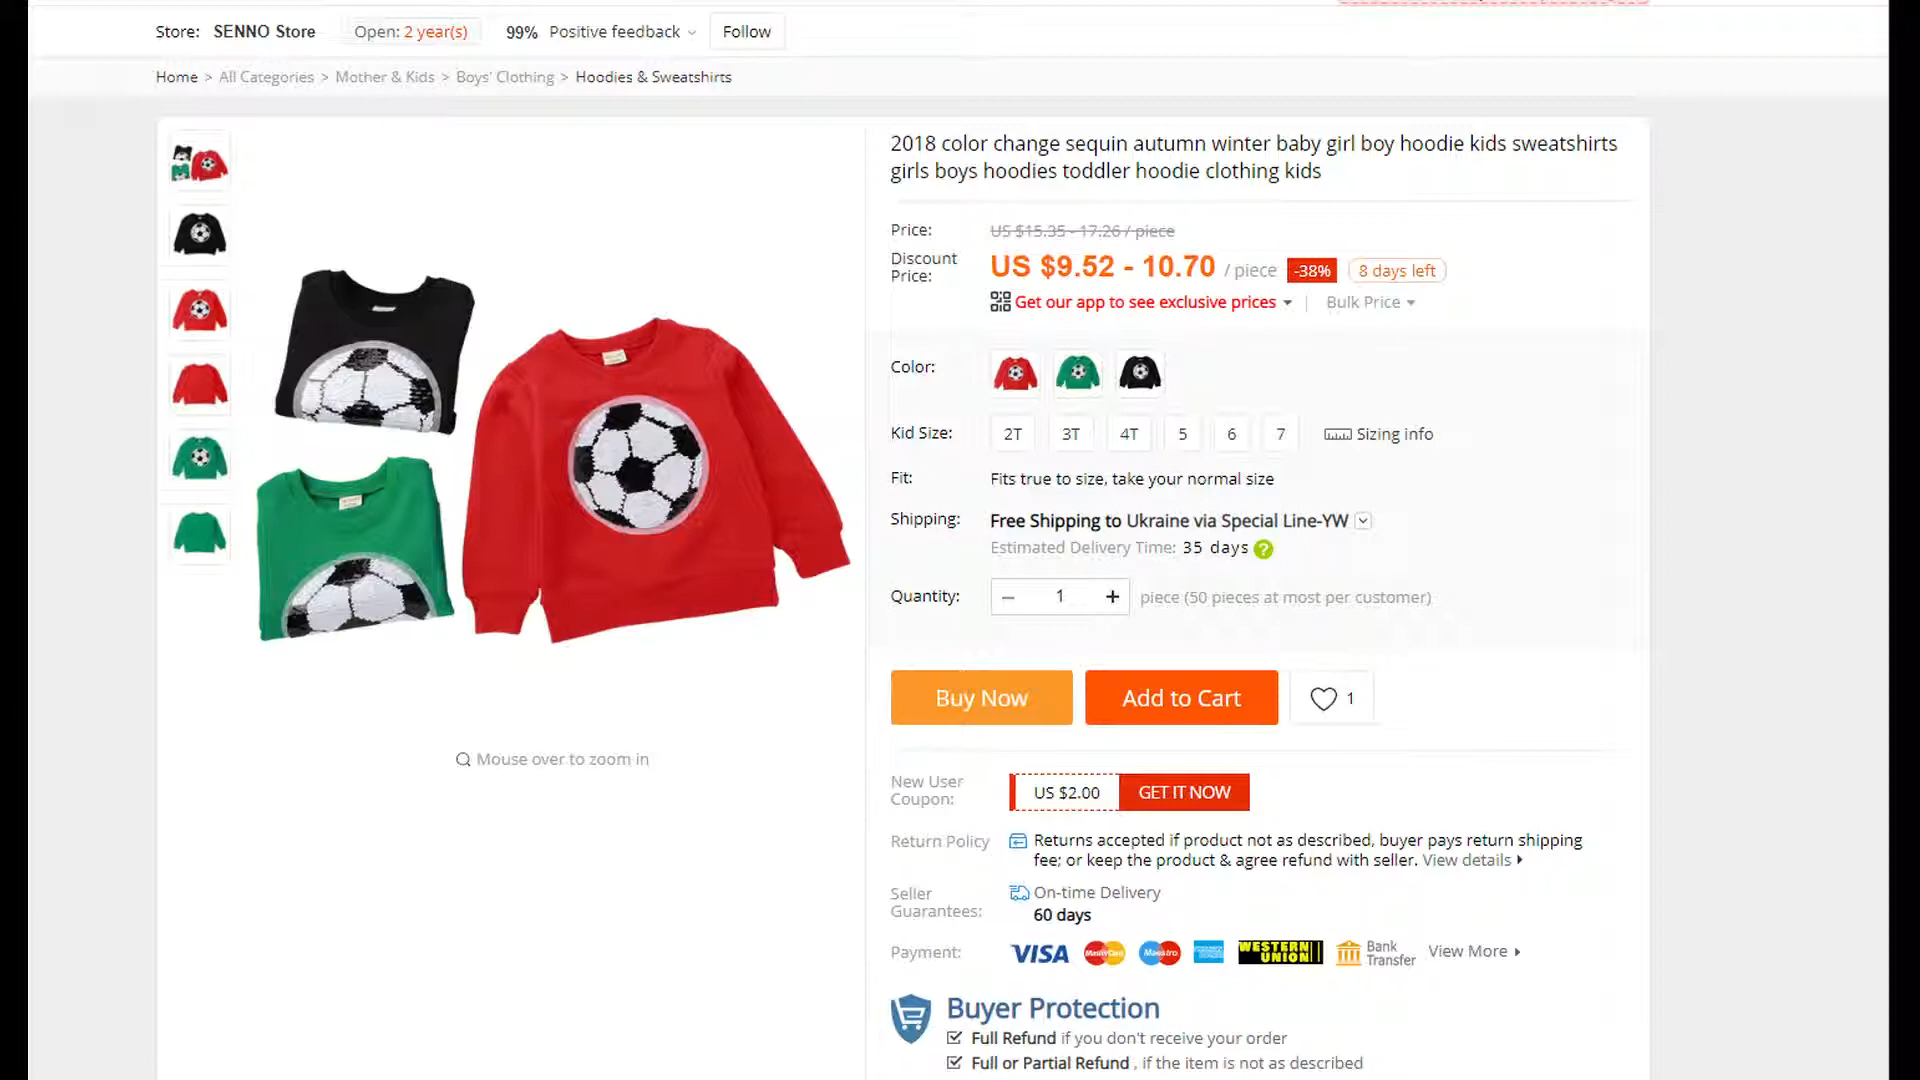 Store: SENNO Store Open: 2 year(s) 99% Positive feedback Follow
Home > All Categories > Mother & Kids > Boys' Clothing > Hoodies & Sweatshirts
2018 color change sequin autumn winter baby girl boy hoodie kids sweatshirts
girls boys hoodies toddler hoodie clothing kids
Price: US $15.35 - 17.26 / piece
Discount
Price:
US $9.52 - 10.70 / piece -38% 8 days left
Get our app to see exclusive prices | Bulk Price
Color:
Kid Size: 2T 3T 4T 5 6 7 Sizing info
Fit: Fits true to size, take your normal size
Shipping: Free Shipping to Ukraine via Special Line-YW
Estimated Delivery Time: 35 days ?
Quantity: – 1 + piece (50 pieces at most per customer)
Buy Now Add to Cart 1
Mouse over to zoom in
New User
Coupon:
US $2.00 GET IT NOW
Return Policy Returns accepted if product not as described, buyer pays return shipping
fee; or keep the product & agree refund with seller. View details
Seller
Guarantees:
On-time Delivery
60 days
Payment: VISA MasterCard Maestro WESTERN UNION Bank Transfer View More
Buyer Protection
Full Refund if you don't receive your order
Full or Partial Refund , if the item is not as described